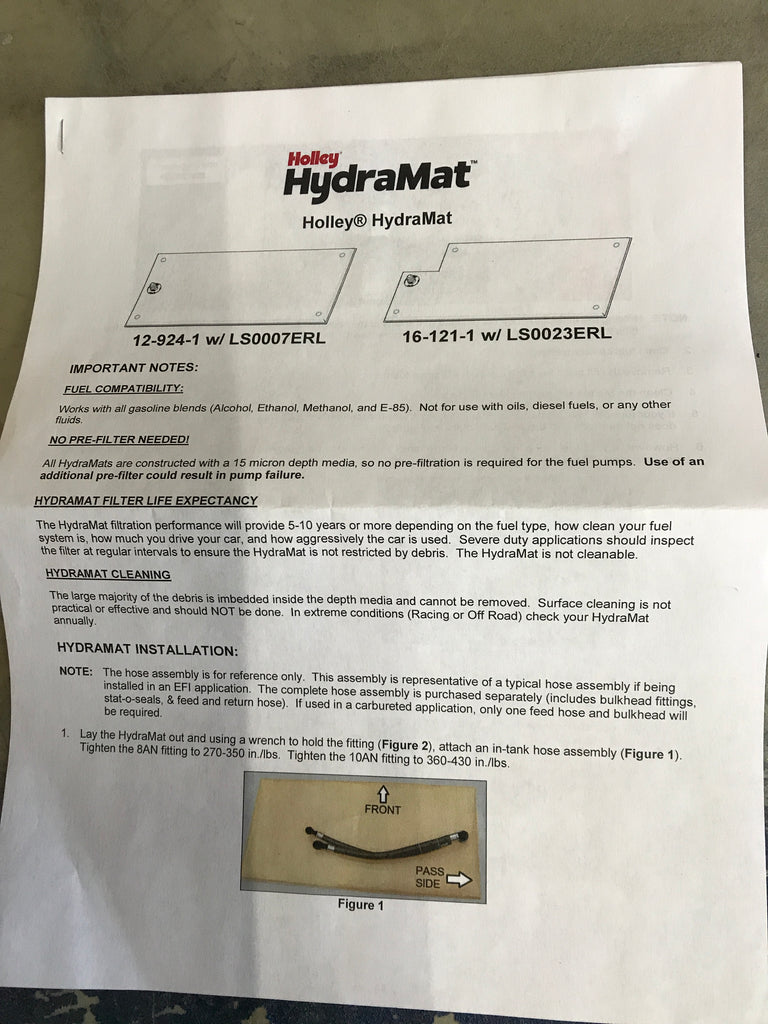 Holley®
HydraMat™
Holley® HydraMat
12-924-1 w/ LS0007ERL
16-121-1 w/ LS0023ERL
IMPORTANT NOTES:
FUEL COMPATIBILITY:
Works with all gasoline blends (Alcohol, Ethanol, Methanol, and E-85). Not for use with oils, diesel fuels, or any other
fluids.
NO PRE-FILTER NEEDED!
All HydraMats are constructed with a 15 micron depth media, so no pre-filtration is required for the fuel pumps. Use of an
additional pre-filter could result in pump failure.
HYDRAMAT FILTER LIFE EXPECTANCY
The HydraMat filtration performance will provide 5-10 years or more depending on the fuel type, how clean your fuel
system is, how much you drive your car, and how aggressively the car is used. Severe duty applications should inspect
the filter at regular intervals to ensure the HydraMat is not restricted by debris. The HydraMat is not cleanable.
HYDRAMAT CLEANING
The large majority of the debris is imbedded inside the depth media and cannot be removed. Surface cleaning is not
practical or effective and should NOT be done. In extreme conditions (Racing or Off Road) check your HydraMat
annually.
HYDRAMAT INSTALLATION:
NOTE: The hose assembly is for reference only. This assembly is representative of a typical hose assembly if being
installed in an EFI application. The complete hose assembly is purchased separately (includes bulkhead fittings,
stat-o-seals, & feed and return hose). If used in a carbureted application, only one feed hose and bulkhead will
be required.
1. Lay the HydraMat out and using a wrench to hold the fitting (Figure 2), attach an in-tank hose assembly (Figure 1).
Tighten the 8AN fitting to 270-350 in./lbs. Tighten the 10AN fitting to 360-430 in./lbs.
FRONT
PASS
SIDE
Figure 1